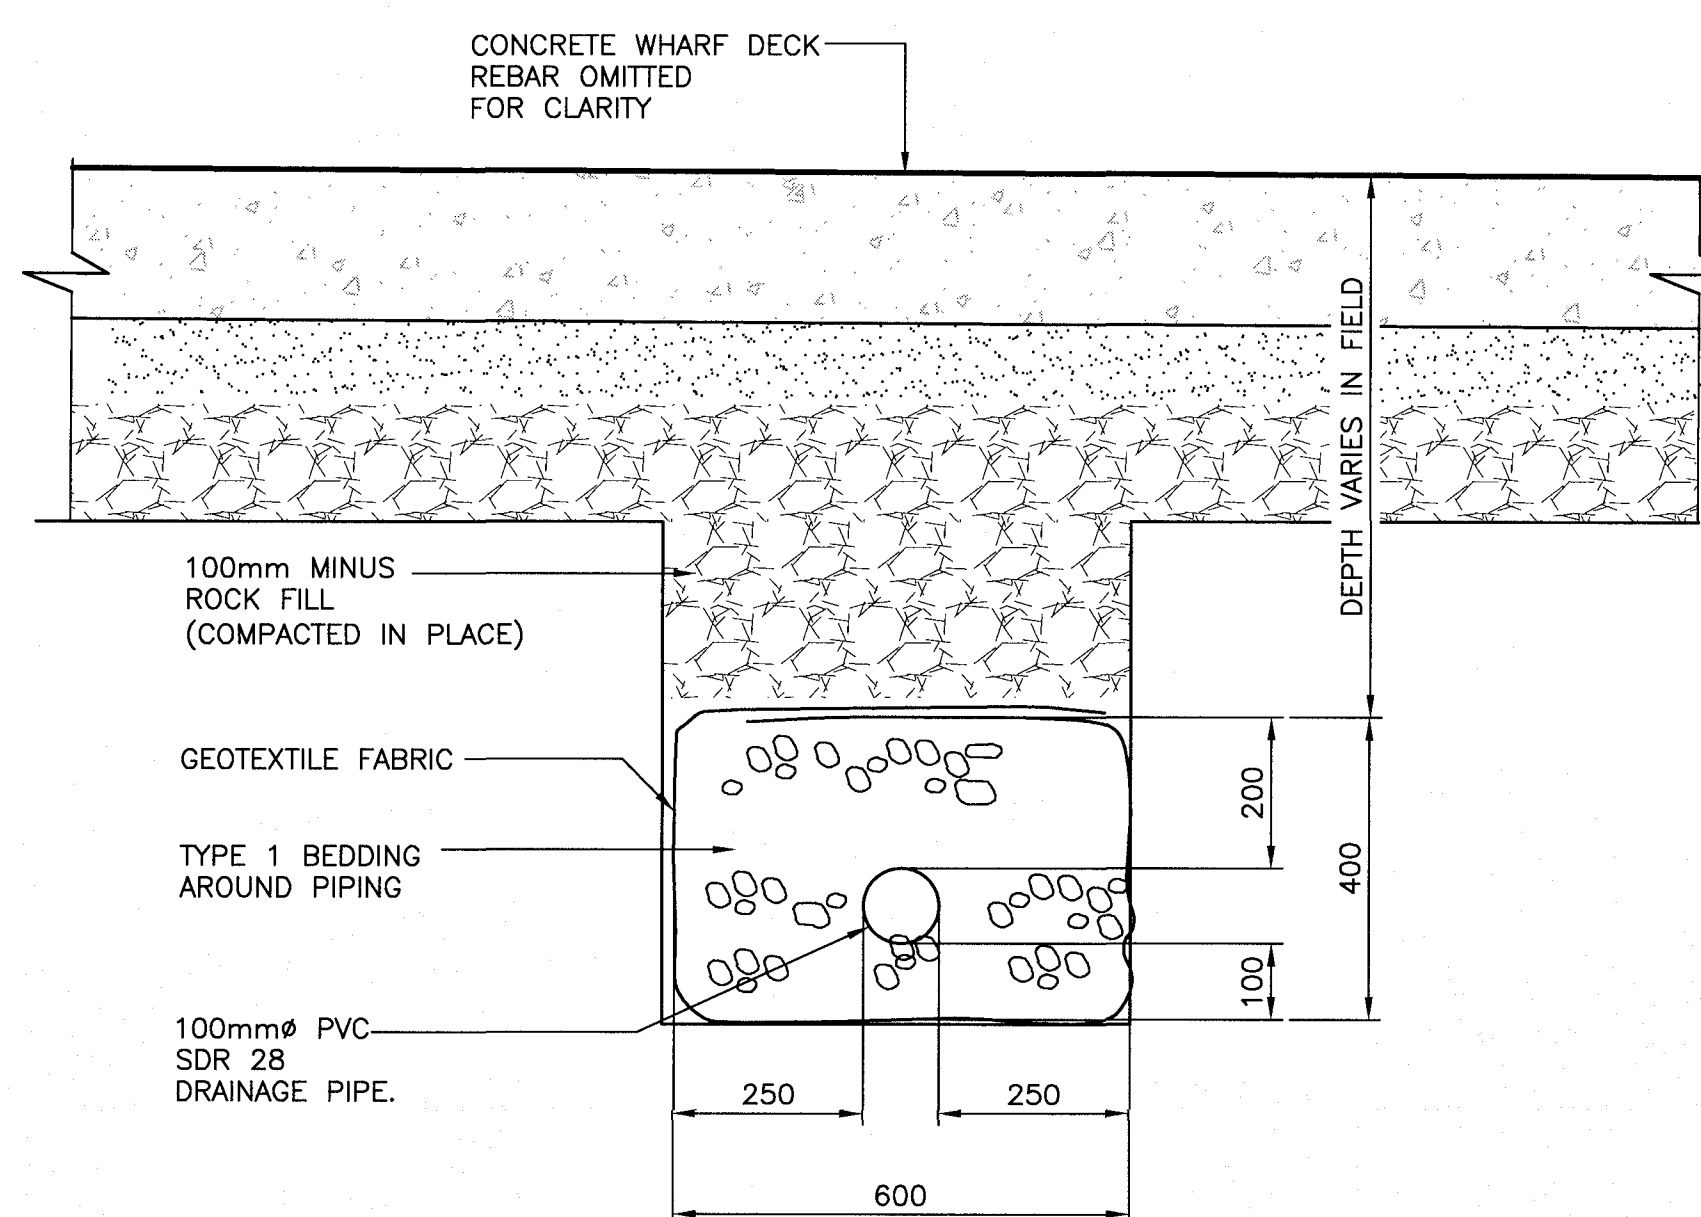 CONCRETE WHARF DECK
REBAR OMITTED
FOR CLARITY
DEPTH VARIES IN FIELD
100mm MINUS
ROCK FILL
(COMPACTED IN PLACE)
GEOTEXTILE FABRIC
200
TYPE 1 BEDDING
AROUND PIPING
400
100
100mmø PVC
SDR 28
DRAINAGE PIPE.
250
250
600